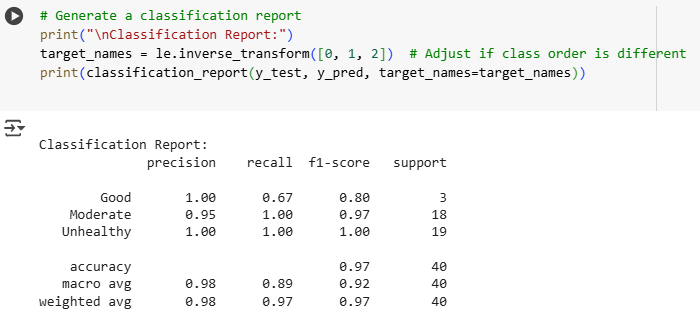 # Generate a classification report
print("\nClassification Report:")
target_names = le.inverse_transform([0, 1, 2])  # Adjust if class order is different
print(classification_report(y_test, y_pred, target_names=target_names))
Classification Report:
precision recall f1-score support
Good 1.00 0.67 0.80 3
Moderate 0.95 1.00 0.97 18
Unhealthy 1.00 1.00 1.00 19
accuracy 0.97 40
macro avg 0.98 0.89 0.92 40
weighted avg 0.98 0.97 0.97 40